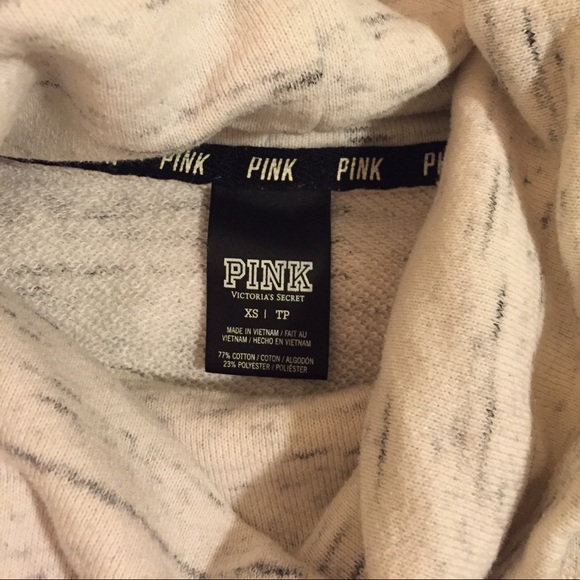 PINK PINK PINK
PINK
VICTORIA'S SECRET
XS | TP
MADE IN VIETNAM / FAIT AU
VIETNAM / HECHO EN VIETNAM
77% COTTON / COTON / ALGODÓN
23% POLYESTER / POLIÉSTER